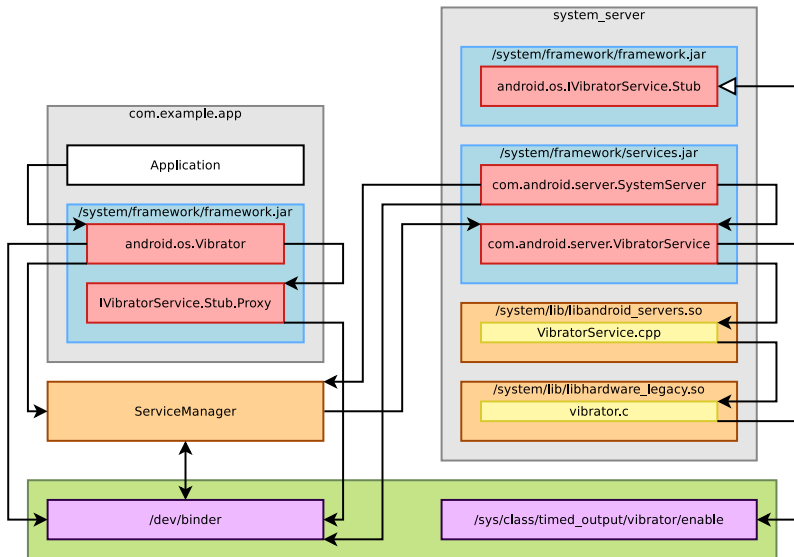 system_server
/system/framework/framework.jar
android.os.IVibratorService.Stub
com.example.app
Application
/system/framework/services.jar
com.android.server.SystemServer
/system/framework/framework.jar
android.os.Vibrator
com.android.server.VibratorService
IVibratorService.Stub.Proxy
/system/lib/libandroid_servers.so
VibratorService.cpp
ServiceManager
/system/lib/libhardware_legacy.so
vibrator.c
/dev/binder
/sys/class/timed_output/vibrator/enable